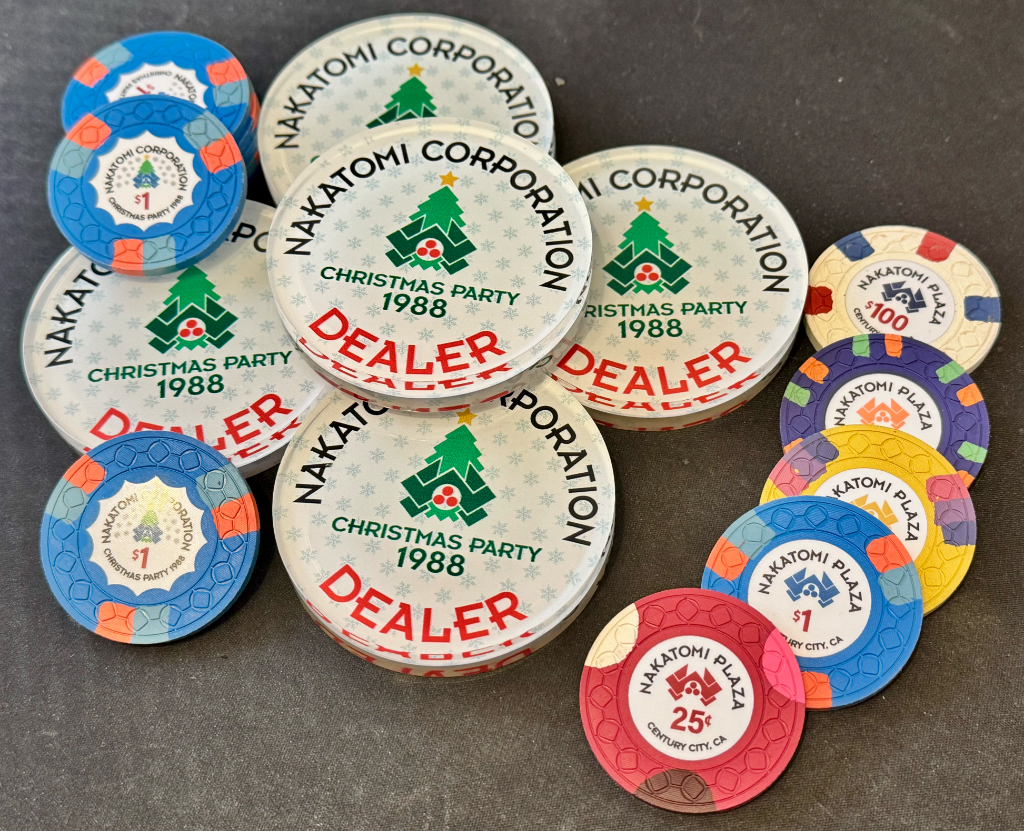 NAKATOMI CORPORATION
NAKATOMI CORPORATION
$1
CHRISTMAS PARTY 1988
NAKATOMI CORPORATION
CHRISTMAS PARTY
1988
DEALER
CORPORATION
CHRISTMAS PARTY
1988
DEALER
CHRISTMAS PARTY
1988
DEALER
NAKATOMI PLAZA
$100
NAKATOMI PLAZA
NAKATOMI PLAZA
NAKATOMI CORPORATION
$1
CHRISTMAS PARTY 1988
NAKATOMI CORPORATION
CHRISTMAS PARTY
1988
DEALER
NAKATOMI PLAZA
$1
CENTURY CITY, CA
NAKATOMI PLAZA
25¢
CENTURY CITY, CA